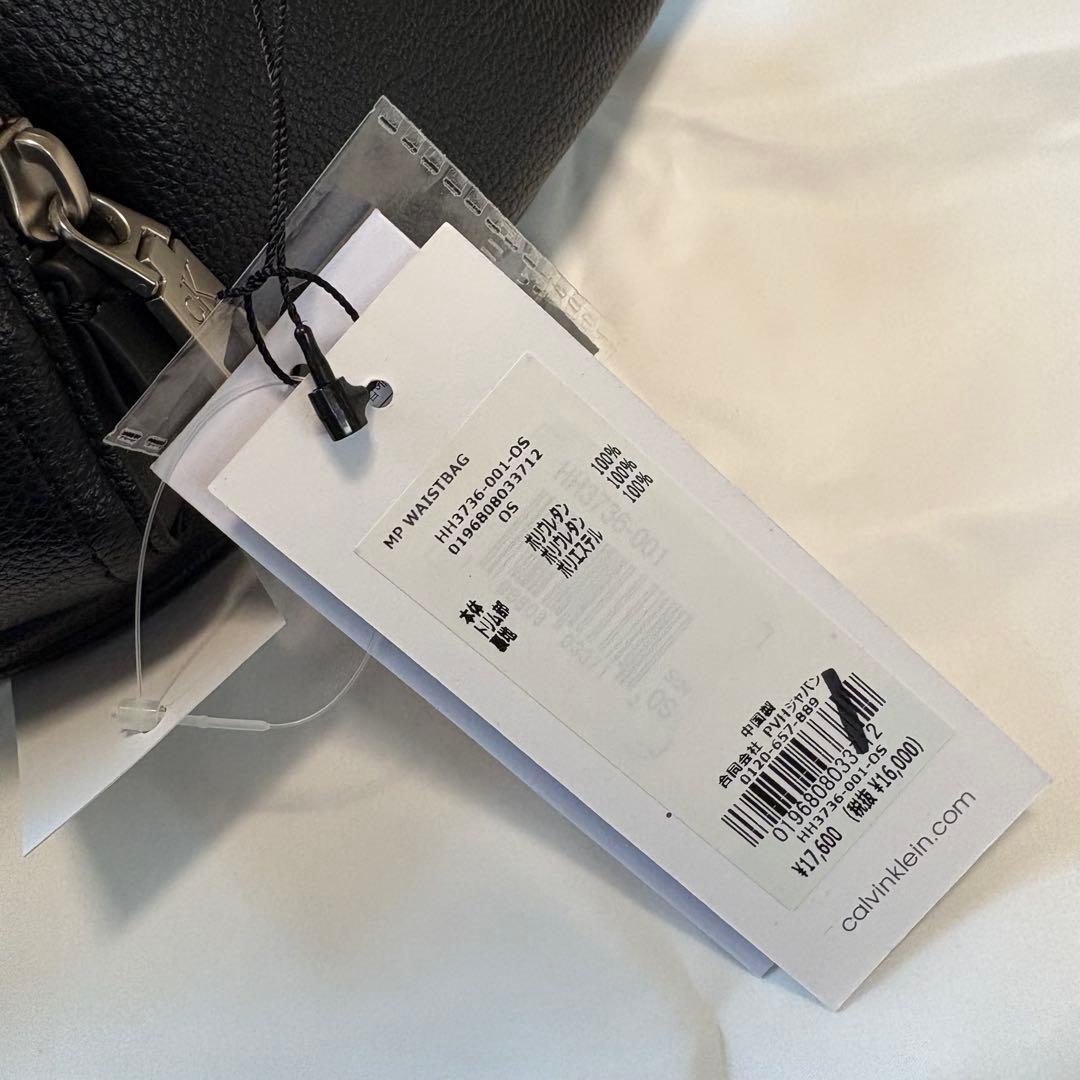 CK
MP WAISTBAG
HH3736-001-OS
0196808033712
OS
本体 ポリウレタン 100%
トリム部 ポリウレタン 100%
裏地 ポリエステル 100%
HH3736-001
中国製
合同会社 PVHジャパン
0120-657-889
HH3736-001-OS
¥17,600 (税抜 ¥16,000)
calvinklein.com